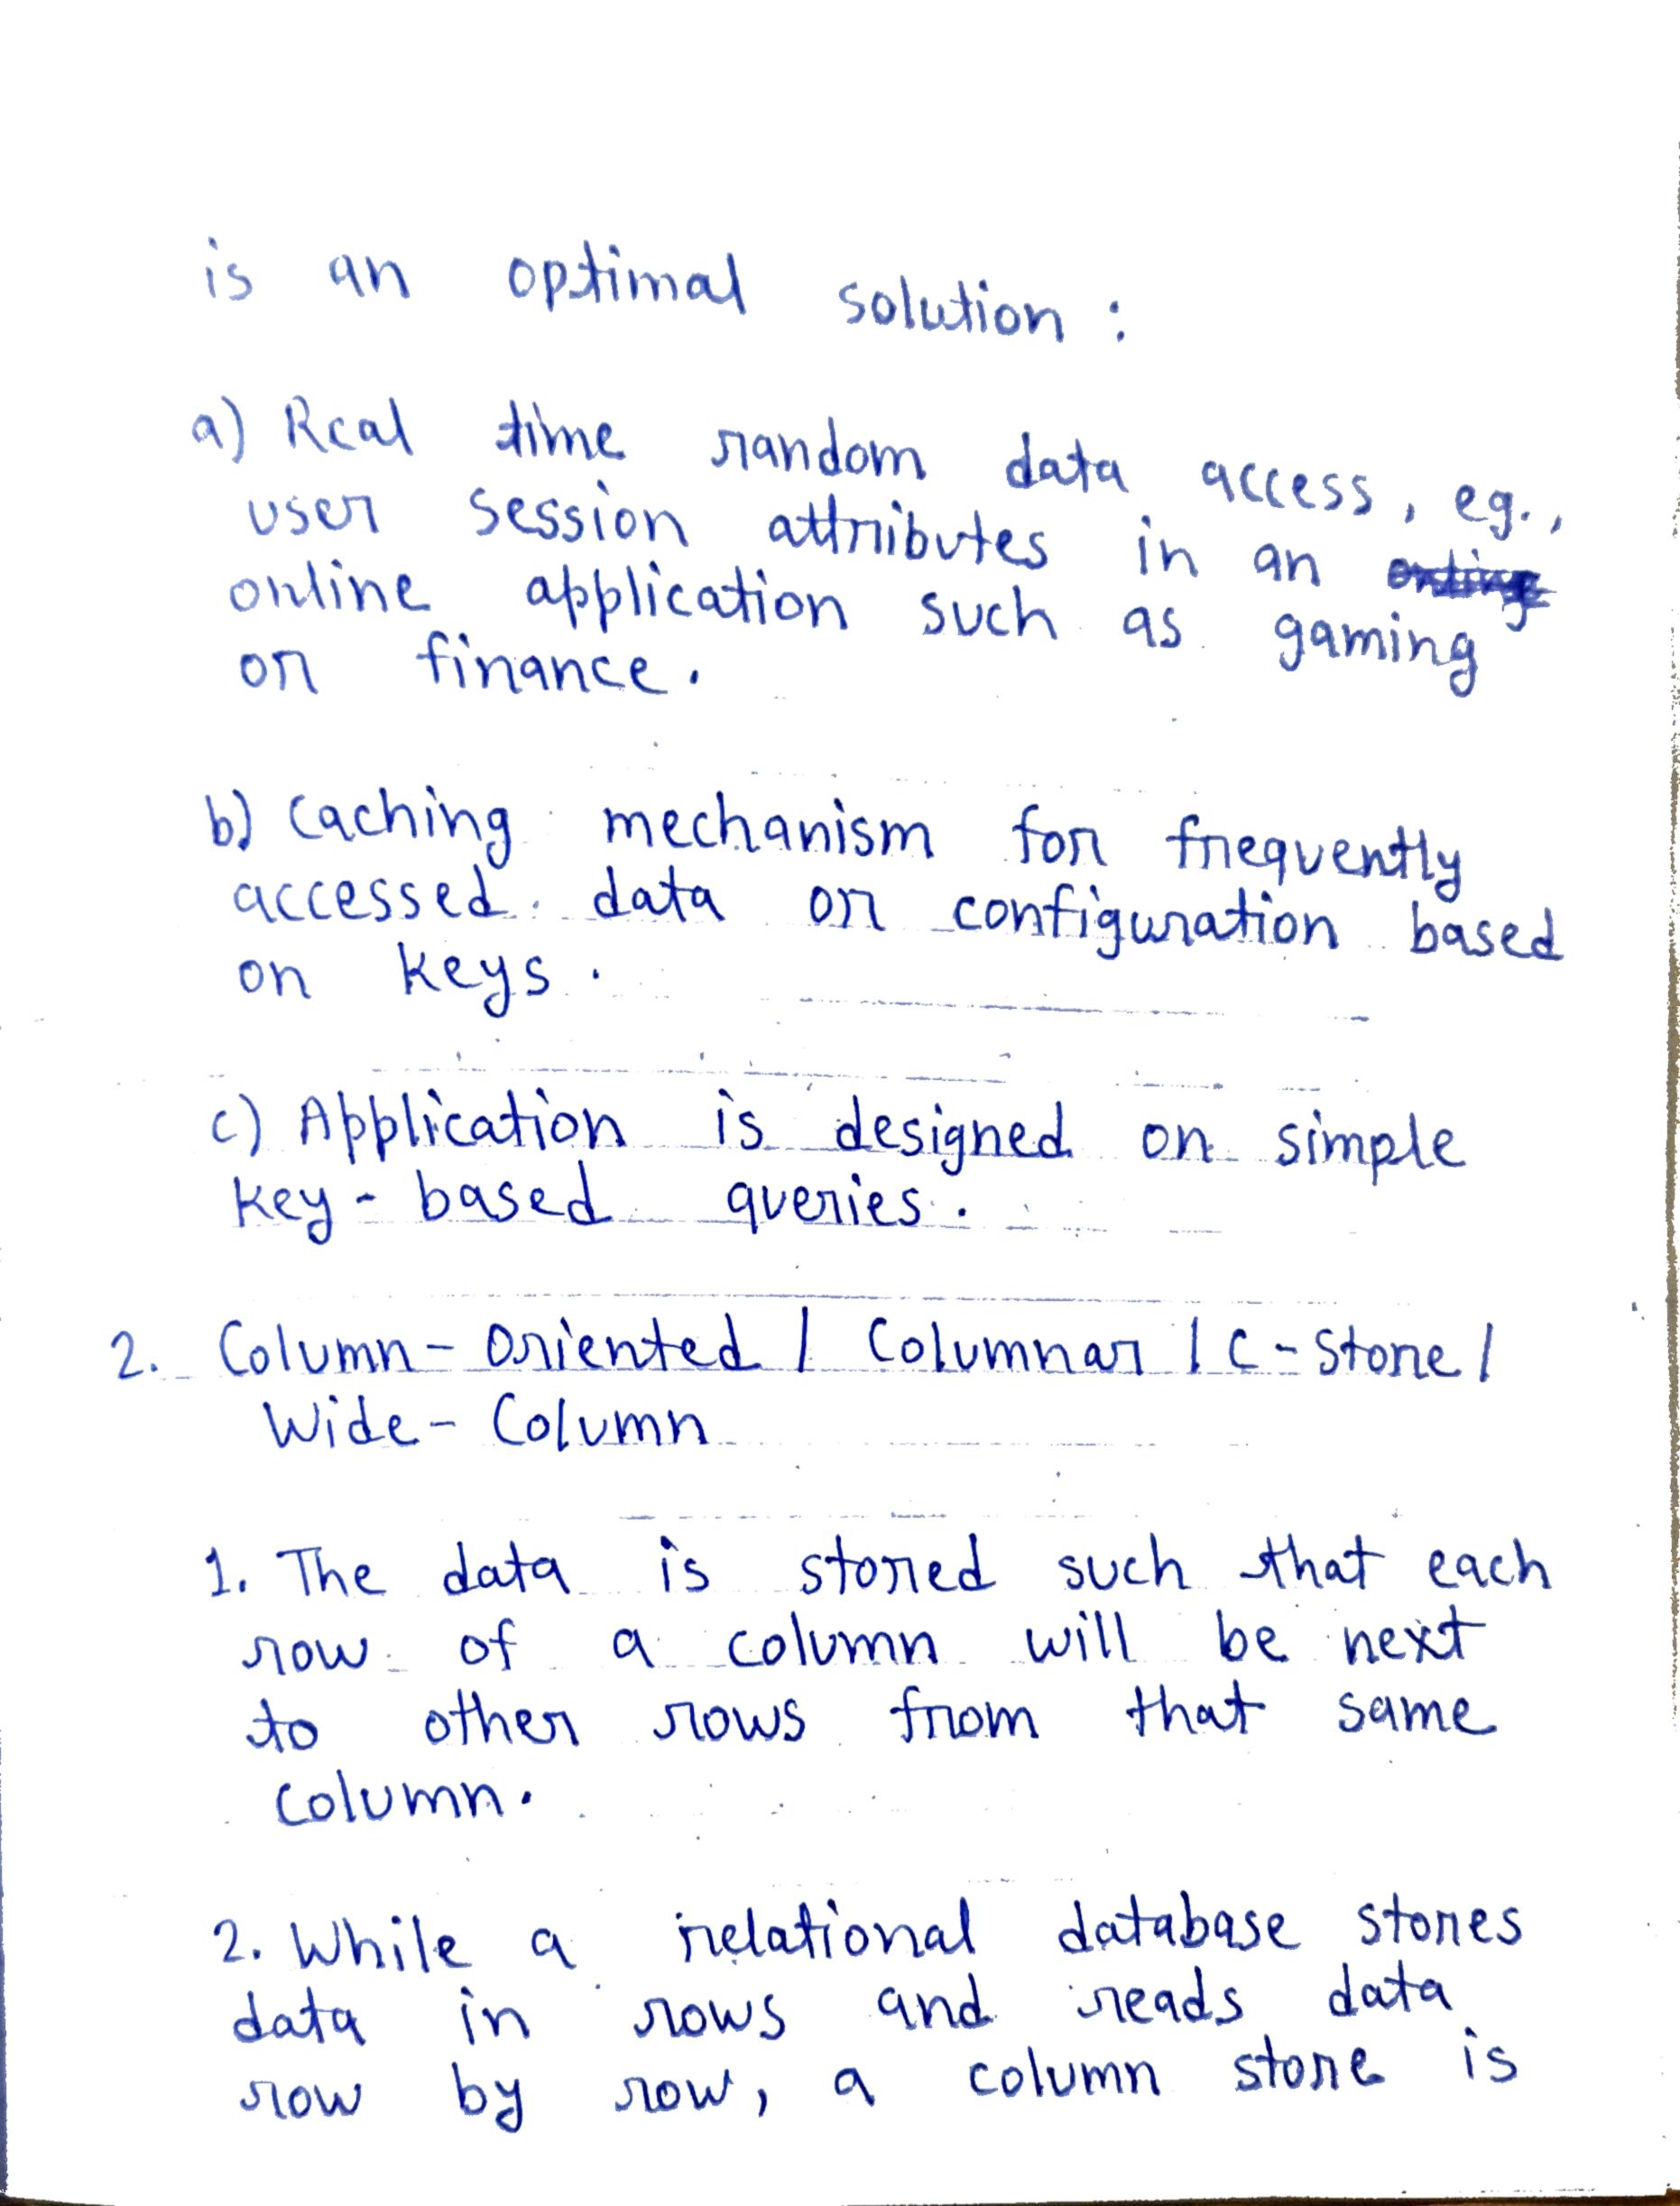 is an optimal solution :
a) Real time random data access, eg.,
user session attributes in an
online application such as gaming
or finance.
b) Caching mechanism for frequently
accessed data or configuration based
on keys.
c) Application is designed on simple
key-based queries.
2. Column-Oriented / Columnar / C-Store /
Wide-Column
1. The data is stored such that each
row of a column will be next
to other rows from that same
column.
2. While a relational database stores
data in rows and reads data
row by row, a column store is